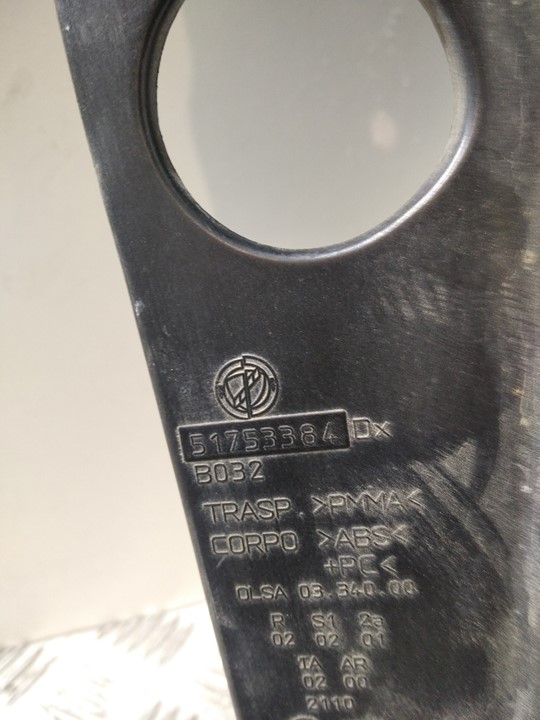 51753384 Dx
B032
TRASP >PMMA<
CORPO >ABS<
+PC<
OLSA 03.340.00
R S1 2a
02 02 01
IA AR
02 00
2110